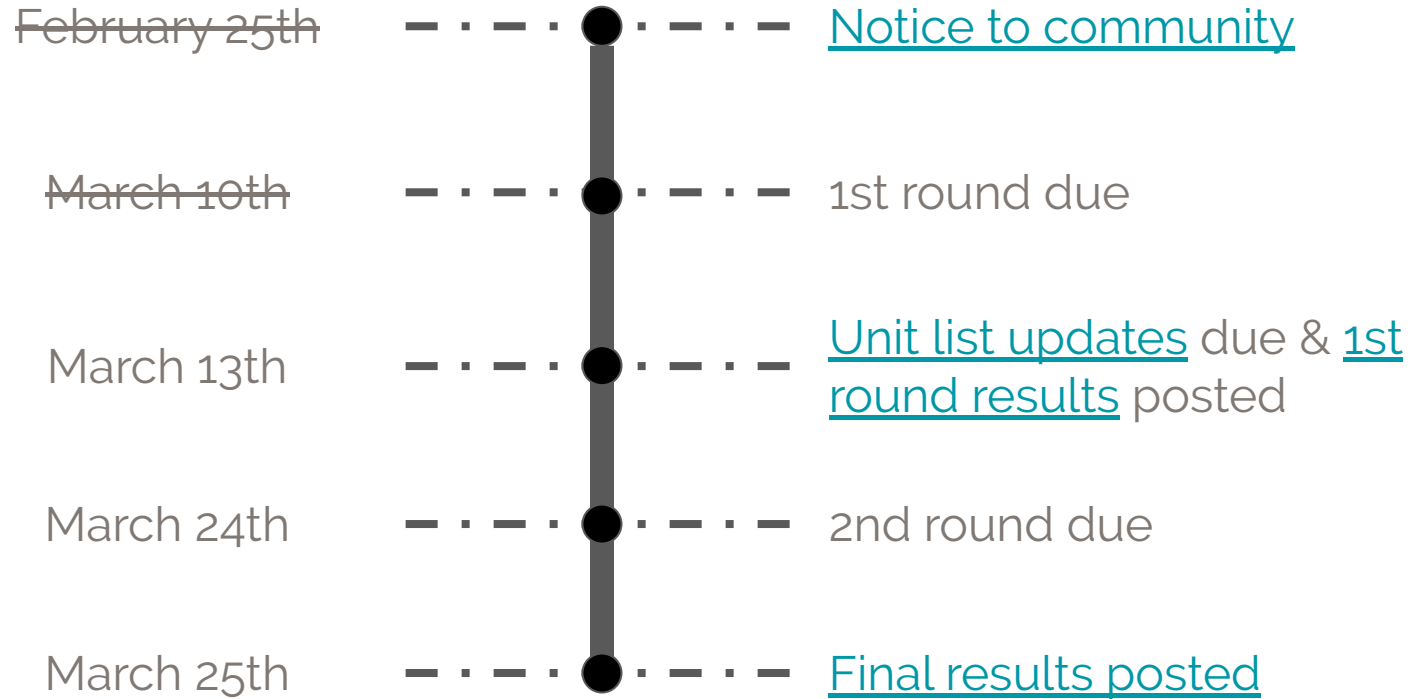 February 25th
Notice to community
March 10th
1st round due
March 13th
Unit list updates due & 1st
round results posted
March 24th
2nd round due
March 25th
Final results posted